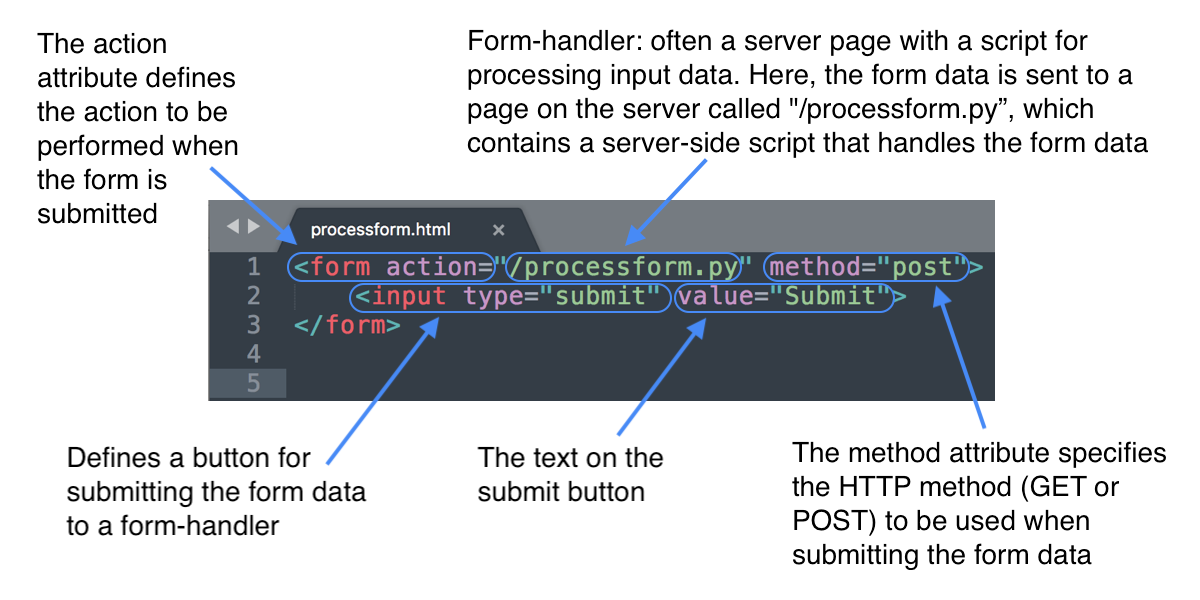 The action
attribute defines
the action to be
performed when
the form is
submitted
Form-handler: often a server page with a script for
processing input data. Here, the form data is sent to a
page on the server called "/processform.py”, which
contains a server-side script that handles the form data
processform.html ×
1 <form action="/processform.py" method="post">
2     <input type="submit" value="Submit">
3 </form>
4
5
Defines a button for
submitting the form data
to a form-handler
The text on the
submit button
The method attribute specifies
the HTTP method (GET or
POST) to be used when
submitting the form data